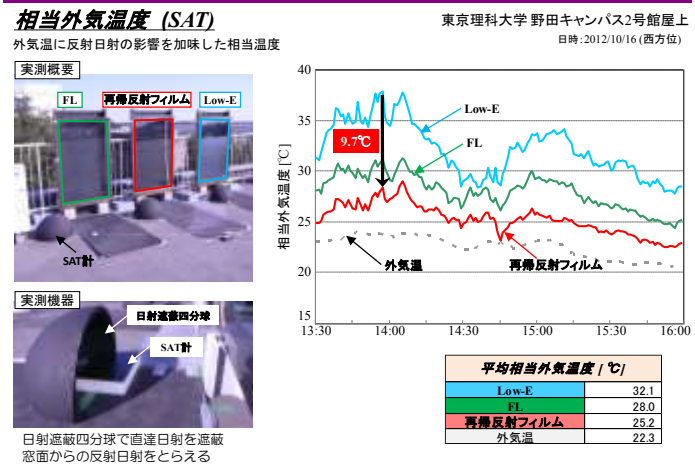 相当外気温度 (SAT)
外気温に反射日射の影響を加味した相当温度
東京理科大学 野田キャンパス2号館屋上
日時:2012/10/16 (西方位)
実測概要
FL
再帰反射フィルム
Low-E
SAT計
実測機器
日射遮蔽四分球
SAT計
日射遮蔽四分球で直達日射を遮蔽
窓面からの反射日射をとらえる
相当外気温度 [℃]
40
35
30
25
20
15
13:30
14:00
14:30
15:00
15:30
16:00
Low-E
FL
9.7℃
外気温
再帰反射フィルム
平均相当外気温度 [℃]
Low-E 32.1
FL 28.0
再帰反射フィルム 25.2
外気温 22.3